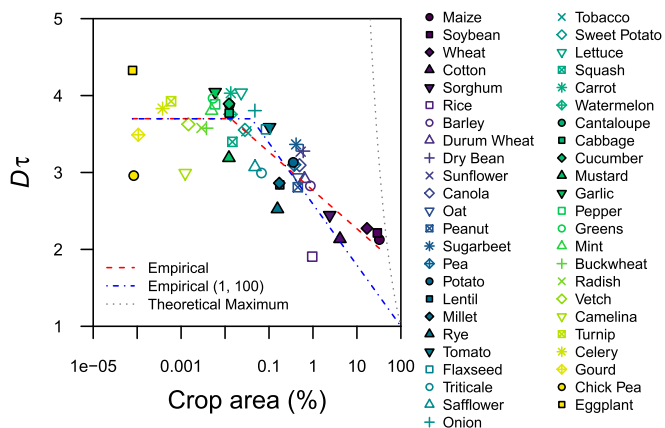 5
4
3
2
1
Dτ
Empirical
Empirical (1, 100)
Theoretical Maximum
1e−05
0.001
0.1
1
100
Crop area (%)
Maize
Soybean
Wheat
Cotton
Sorghum
Rice
Barley
Durum Wheat
Dry Bean
Sunflower
Canola
Oat
Peanut
Sugarbeet
Pea
Potato
Lentil
Millet
Rye
Tomato
Flaxseed
Triticale
Safflower
Onion
Tobacco
Sweet Potato
Lettuce
Squash
Carrot
Watermelon
Cantaloupe
Cabbage
Cucumber
Mustard
Garlic
Pepper
Greens
Mint
Buckwheat
Radish
Vetch
Camelina
Turnip
Celery
Gourd
Chick Pea
Eggplant